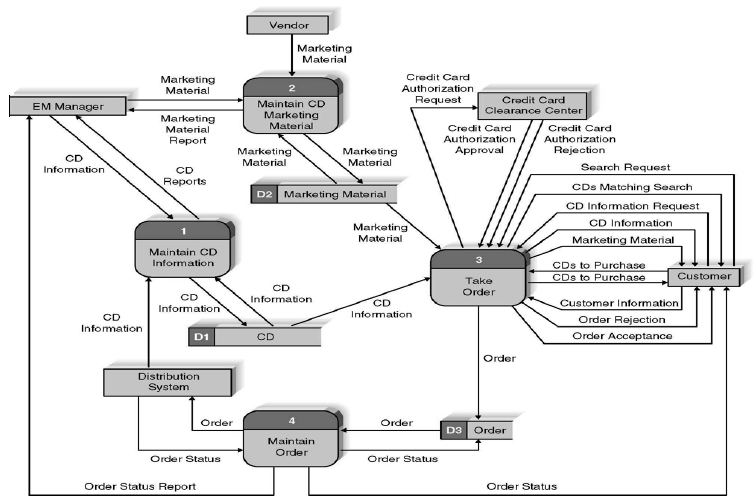 Vendor
Marketing
Material
Marketing
Material
EM Manager
Marketing
Material
Report
2
Maintain CD
Marketing
Material
Credit Card
Authorization
Request
Credit Card
Clearance Center
Credit Card
Authorization
Approval
Credit Card
Authorization
Rejection
CD
Information
CD
Reports
Marketing
Material
Marketing
Material
D2 Marketing Material
Marketing
Material
Search Request
CDs Matching Search
CD Information Request
CD Information
Marketing Material
CDs to Purchase
CDs to Purchase
Customer
Customer Information
Order Rejection
Order Acceptance
1
Maintain CD
Information
3
Take
Order
CD
Information
CD
Information
CD
Information
CD
Information
D1 CD
Order
Distribution
System
Order
4
Maintain
Order
Order
D3 Order
Order Status
Order Status
Order Status Report
Order Status